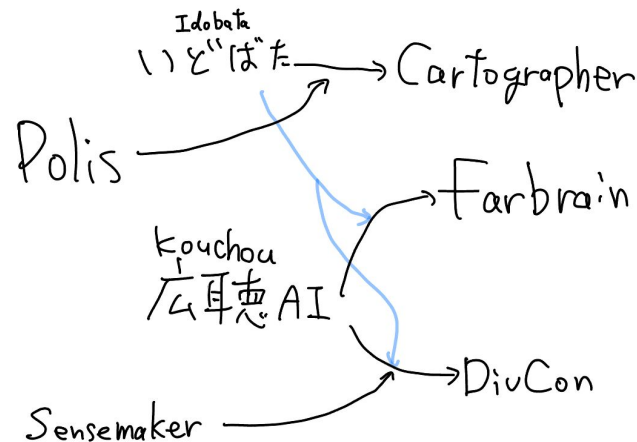 Idobata
いどばた
Cartographer
Polis
Farbrain
kouchou
広聴AI
DivCon
Sensemaker